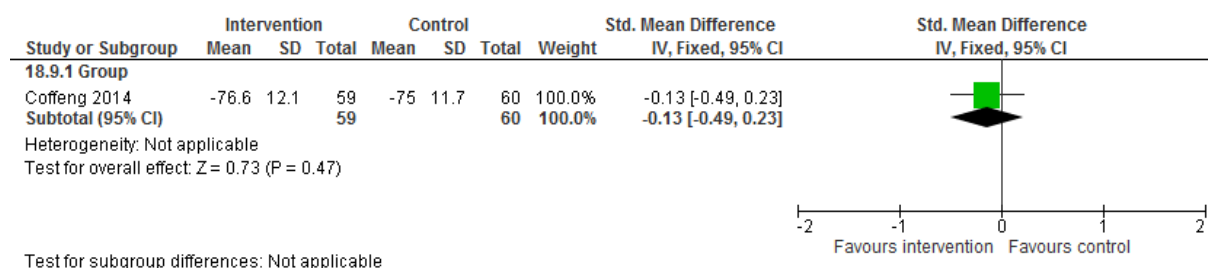 Intervention Control Std. Mean Difference Std. Mean Difference
Study or Subgroup Mean SD Total Mean SD Total Weight IV, Fixed, 95% CI IV, Fixed, 95% CI
18.9.1 Group
Coffeng 2014 -76.6 12.1 59 -75 11.7 60 100.0% -0.13 [-0.49, 0.23]
Subtotal (95% CI) 59 60 100.0% -0.13 [-0.49, 0.23]
Heterogeneity: Not applicable
Test for overall effect: Z = 0.73 (P = 0.47)
-2 -1 0 1 2
Favours intervention Favours control
Test for subgroup differences: Not applicable